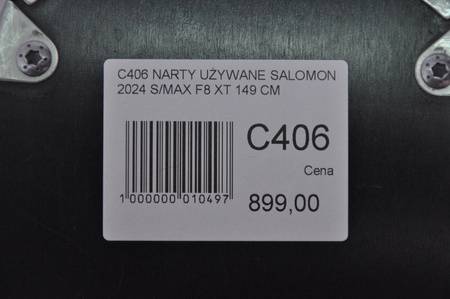 C406 NARTY UŻYWANE SALOMON
2024 S/MAX F8 XT 149 CM
C406
Cena
899,00
1 000000 010497